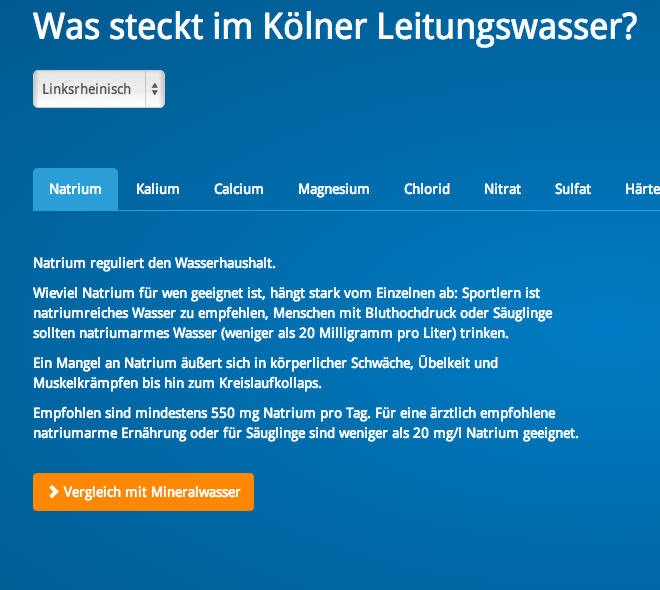 Was steckt im Kölner Leitungswasser?
Linksrheinisch
Natrium Kalium Calcium Magnesium Chlorid Nitrat Sulfat Härte
Natrium reguliert den Wasserhaushalt.
Wieviel Natrium für wen geeignet ist, hängt stark vom Einzelnen ab: Sportlern ist
natriumreiches Wasser zu empfehlen, Menschen mit Bluthochdruck oder Säuglinge
sollten natriumarmes Wasser (weniger als 20 Milligramm pro Liter) trinken.
Ein Mangel an Natrium äußert sich in körperlicher Schwäche, Übelkeit und
Muskelkrämpfen bis hin zum Kreislaufkollaps.
Empfohlen sind mindestens 550 mg Natrium pro Tag. Für eine ärztlich empfohlene
natriumarme Ernährung oder für Säuglinge sind weniger als 20 mg/l Natrium geeignet.
Vergleich mit Mineralwasser